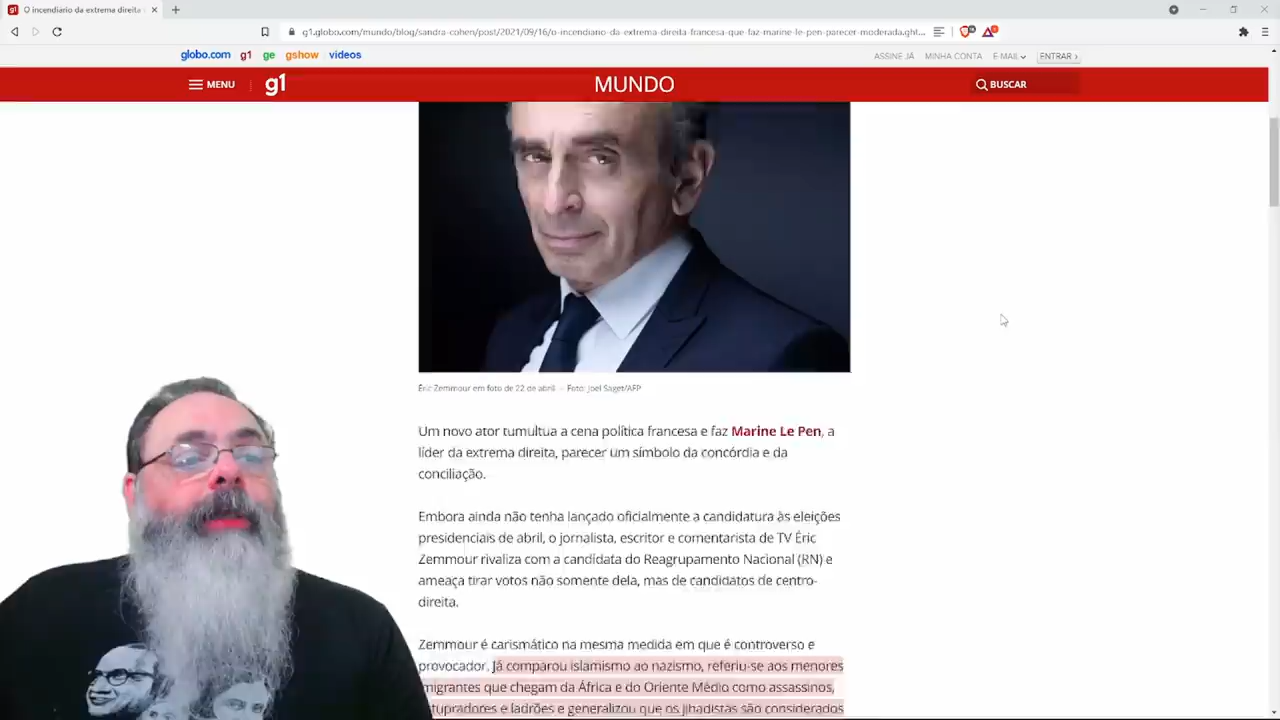 O incendiário da extrema direita
g1.globo.com/mundo/blog/sandra-cohen/post/2021/09/16/o-incendiario-da-extrema-direita-francesa-que-faz-marine-le-pen-parecer-moderada.ght...
globo.com g1 ge gshow videos
ASSINE JÁ MINHA CONTA E-MAIL ENTRAR ›
MENU g1 MUNDO BUSCAR
Éric Zemmour em foto de 22 de abril — Foto: Joel Saget/AFP
Um novo ator tumultua a cena política francesa e faz Marine Le Pen, a
líder da extrema direita, parecer um símbolo da concórdia e da
conciliação.
Embora ainda não tenha lançado oficialmente a candidatura às eleições
presidenciais de abril, o jornalista, escritor e comentarista de TV Éric
Zemmour rivaliza com a candidata do Reagrupamento Nacional (RN) e
ameaça tirar votos não somente dela, mas de candidatos de centro-
direita.
Zemmour é carismático na mesma medida em que é controverso e
provocador. Já comparou islamismo ao nazismo, referiu-se aos menores
migrantes que chegam da África e do Oriente Médio como assassinos,
e ladrões e generalizou que os jihadistas são considerados